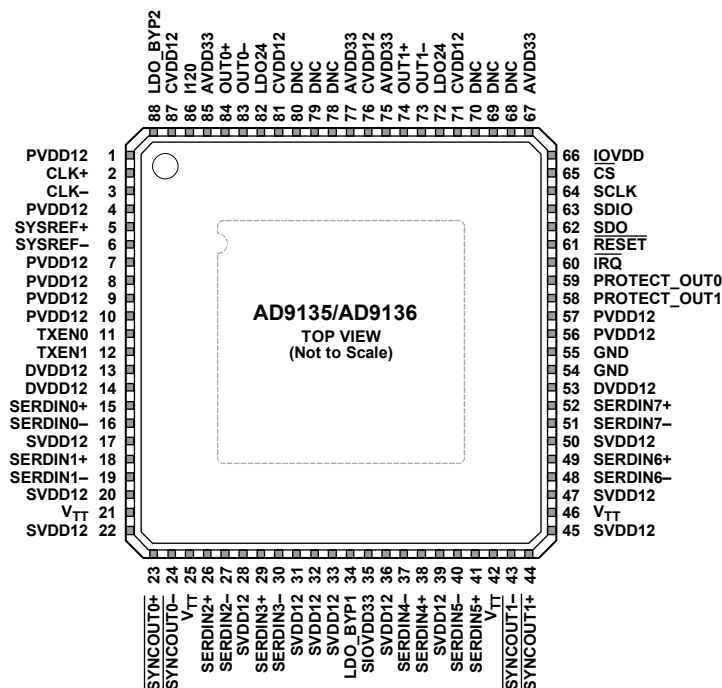 88 LDO_BYP2
87 CVDD12
86 I120
85 AVDD33
84 OUT0+
83 OUT0–
82 LDO24
81 CVDD12
80 DNC
79 DNC
78 DNC
77 AVDD33
76 CVDD12
75 AVDD33
74 OUT1+
73 OUT1–
72 LDO24
71 CVDD12
70 DNC
69 DNC
68 DNC
67 AVDD33
PVDD12 1
CLK+ 2
CLK– 3
PVDD12 4
SYSREF+ 5
SYSREF– 6
PVDD12 7
PVDD12 8
PVDD12 9
PVDD12 10
TXEN0 11
TXEN1 12
DVDD12 13
DVDD12 14
SERDIN0+ 15
SERDIN0– 16
SVDD12 17
SERDIN1+ 18
SERDIN1– 19
SVDD12 20
VTT 21
SVDD12 22
AD9135/AD9136
TOP VIEW
(Not to Scale)
66 IOVDD
65 CS
64 SCLK
63 SDIO
62 SDO
61 RESET
60 IRQ
59 PROTECT_OUT0
58 PROTECT_OUT1
57 PVDD12
56 PVDD12
55 GND
54 GND
53 DVDD12
52 SERDIN7+
51 SERDIN7–
50 SVDD12
49 SERDIN6+
48 SERDIN6–
47 SVDD12
46 VTT
45 SVDD12
SYNCOUT0+ 23
SYNCOUT0– 24
VTT 25
SERDIN2+ 26
SERDIN2– 27
SVDD12 28
SERDIN3+ 29
SERDIN3– 30
SVDD12 31
SVDD12 32
SVDD12 33
LDO_BYP1 34
SIOVDD33 35
SVDD12 36
SERDIN4– 37
SERDIN4+ 38
SVDD12 39
SERDIN5– 40
SERDIN5+ 41
VTT 42
SYNCOUT1– 43
SYNCOUT1+ 44